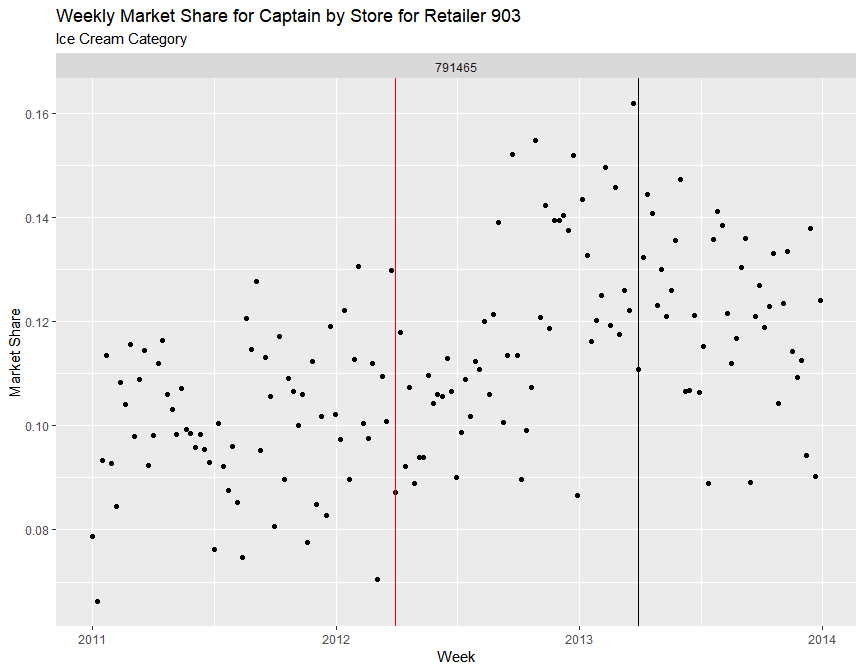 Weekly Market Share for Captain by Store for Retailer 903
Ice Cream Category
791465
0.16
0.14
0.12
0.10
0.08
Market Share
2011
2012
2013
2014
Week